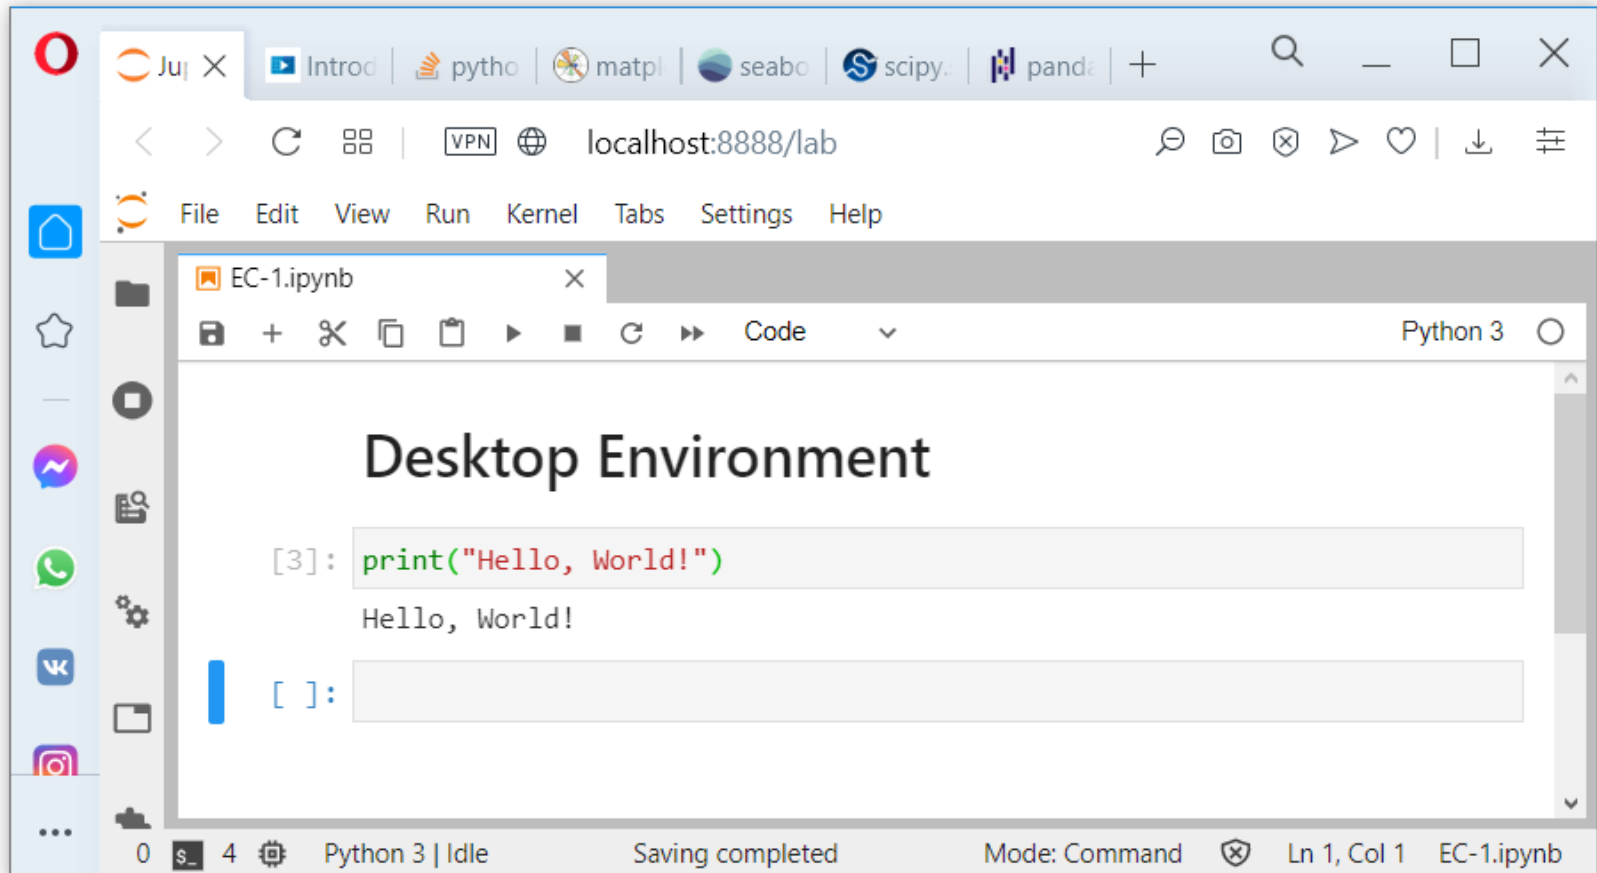 Ju
Introd
pytho
matpl
seabo
scipy.
panda
VPN localhost:8888/lab
File Edit View Run Kernel Tabs Settings Help
EC-1.ipynb
Code Python 3
Desktop Environment
[3]: print("Hello, World!")
Hello, World!
[ ]:
0 $_ 4 Python 3 | Idle Saving completed Mode: Command Ln 1, Col 1 EC-1.ipynb